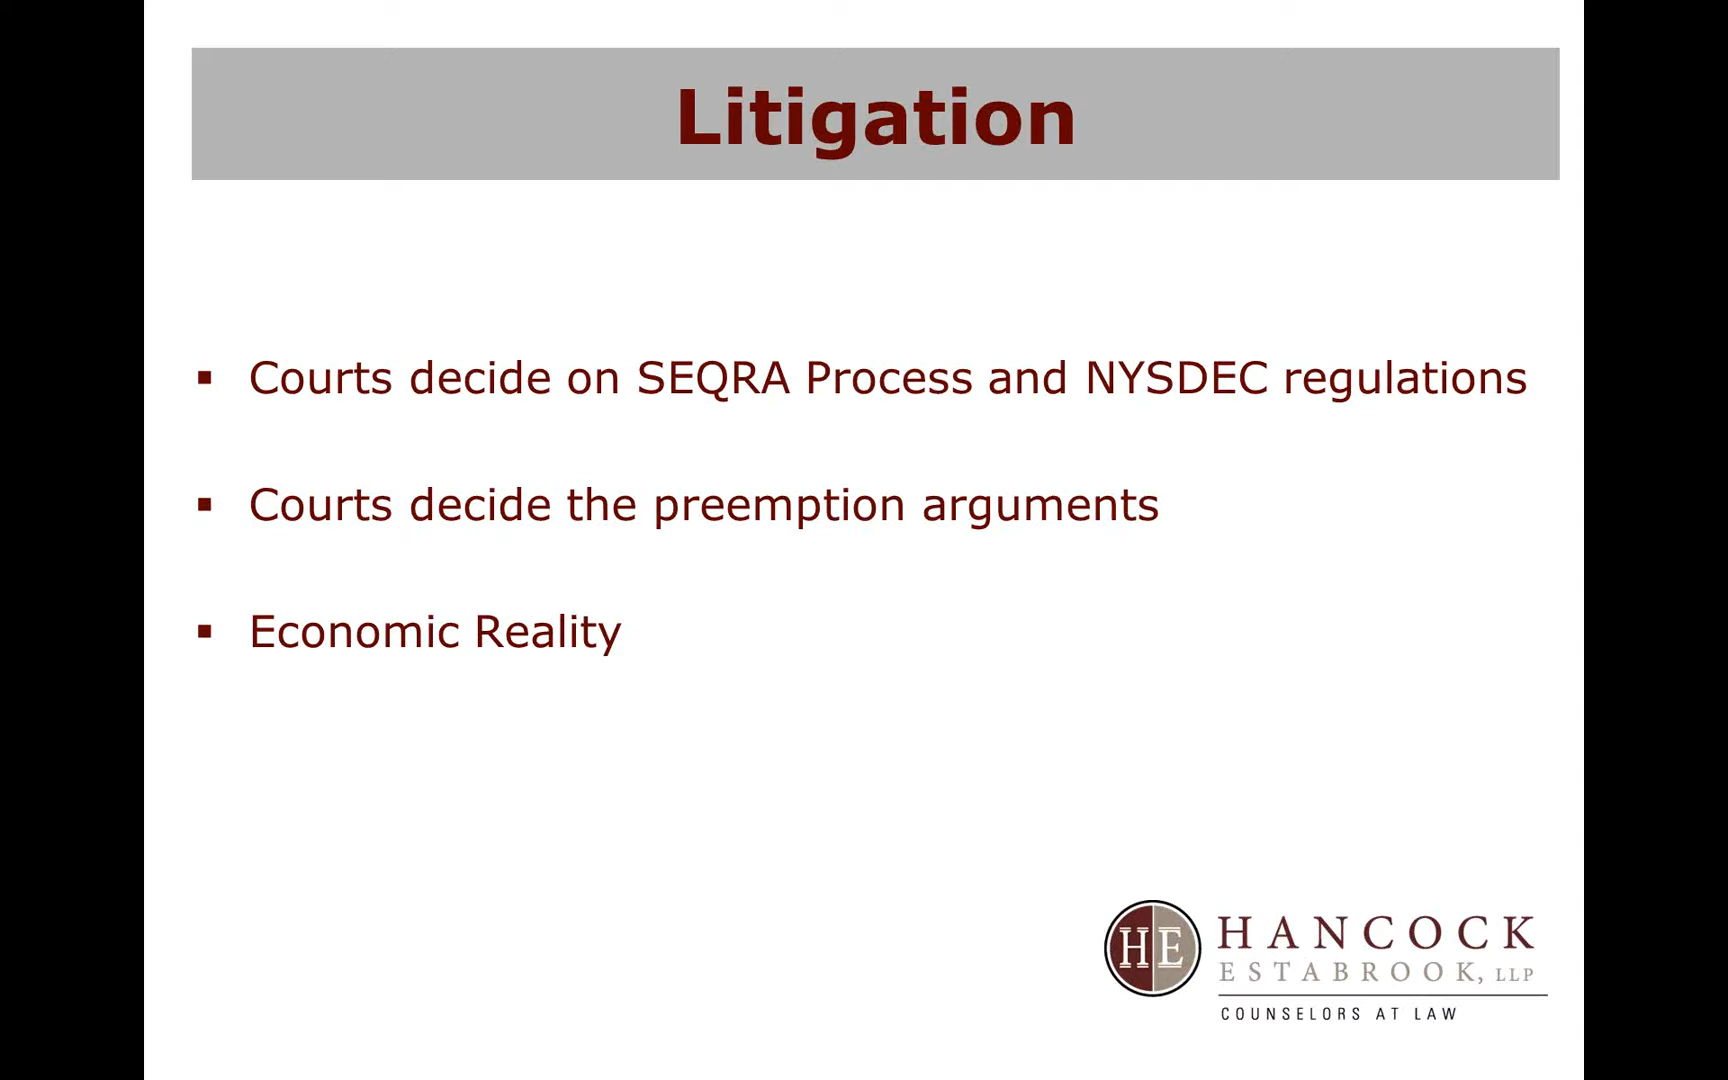 Litigation
▪ Courts decide on SEQRA Process and NYSDEC regulations
▪ Courts decide the preemption arguments
▪ Economic Reality
HE HANCOCK
ESTABROOK, LLP
COUNSELORS AT LAW